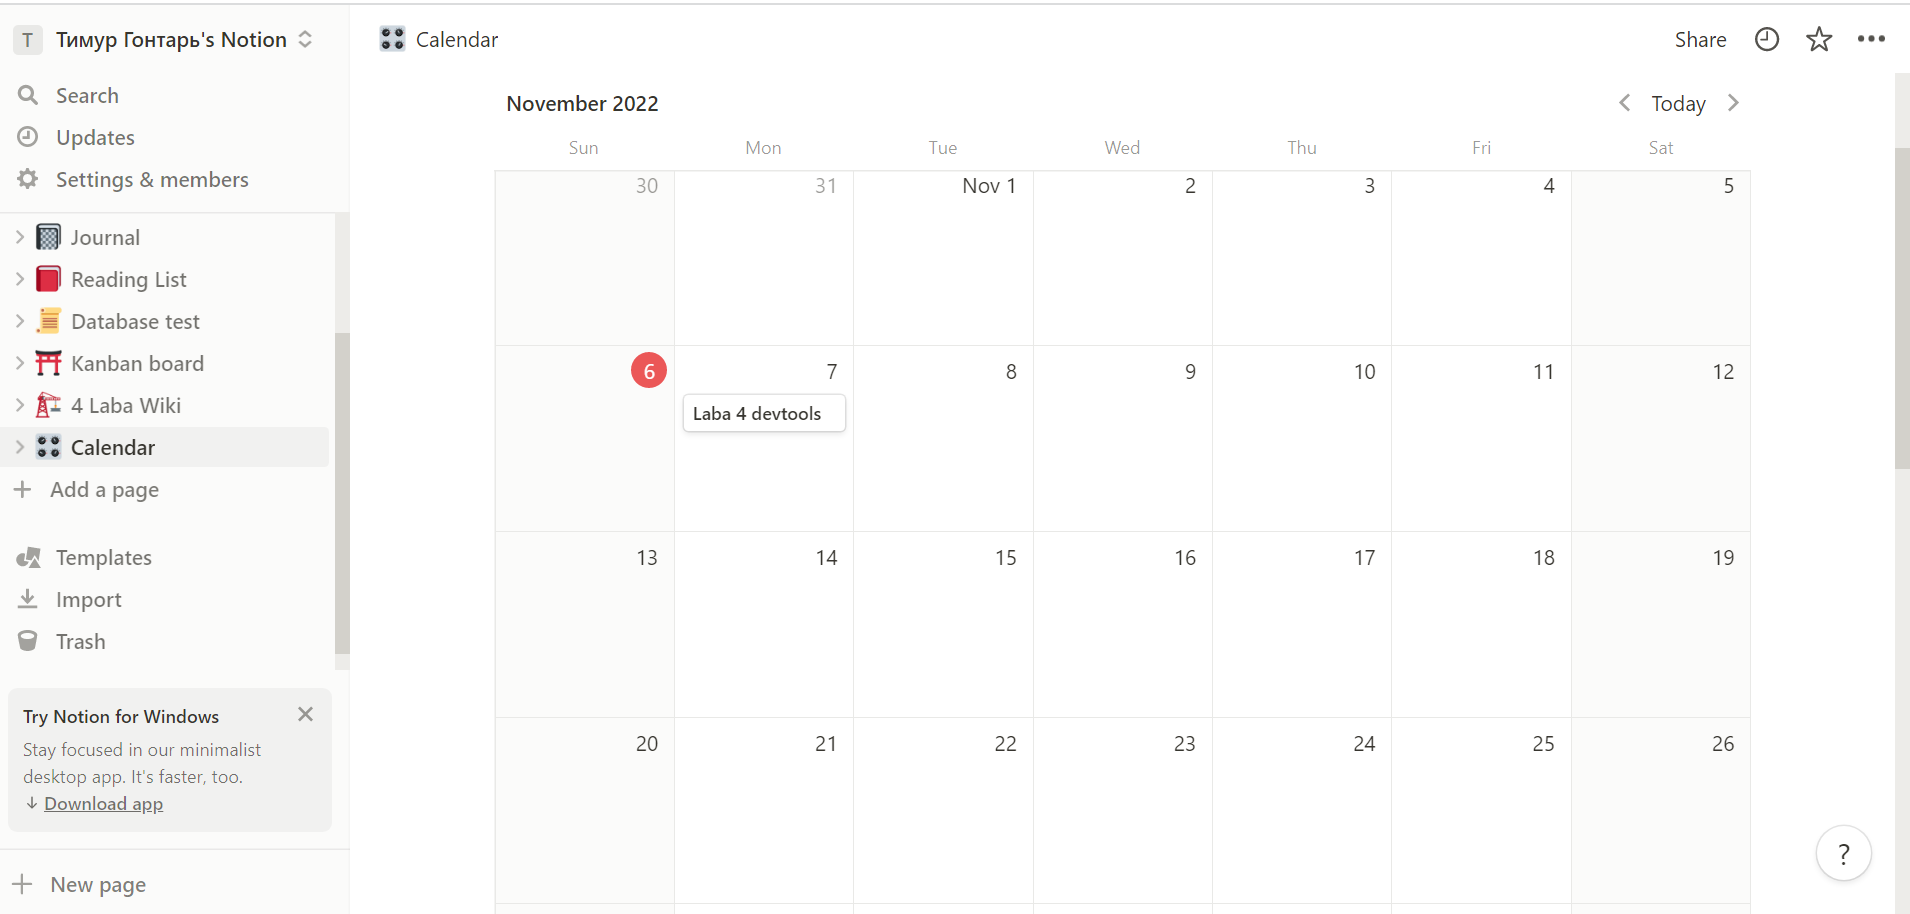 T Тимур Гонтарь's Notion
Search
Updates
Settings & members
Journal
Reading List
Database test
Kanban board
4 Laba Wiki
Calendar
Add a page
Templates
Import
Trash
Try Notion for Windows
Stay focused in our minimalist
desktop app. It's faster, too.
Download app
New page
Calendar
Share
November 2022
Today
Sun Mon Tue Wed Thu Fri Sat
30 31 Nov 1 2 3 4 5
6 7 8 9 10 11 12
Laba 4 devtools
13 14 15 16 17 18 19
20 21 22 23 24 25 26
?